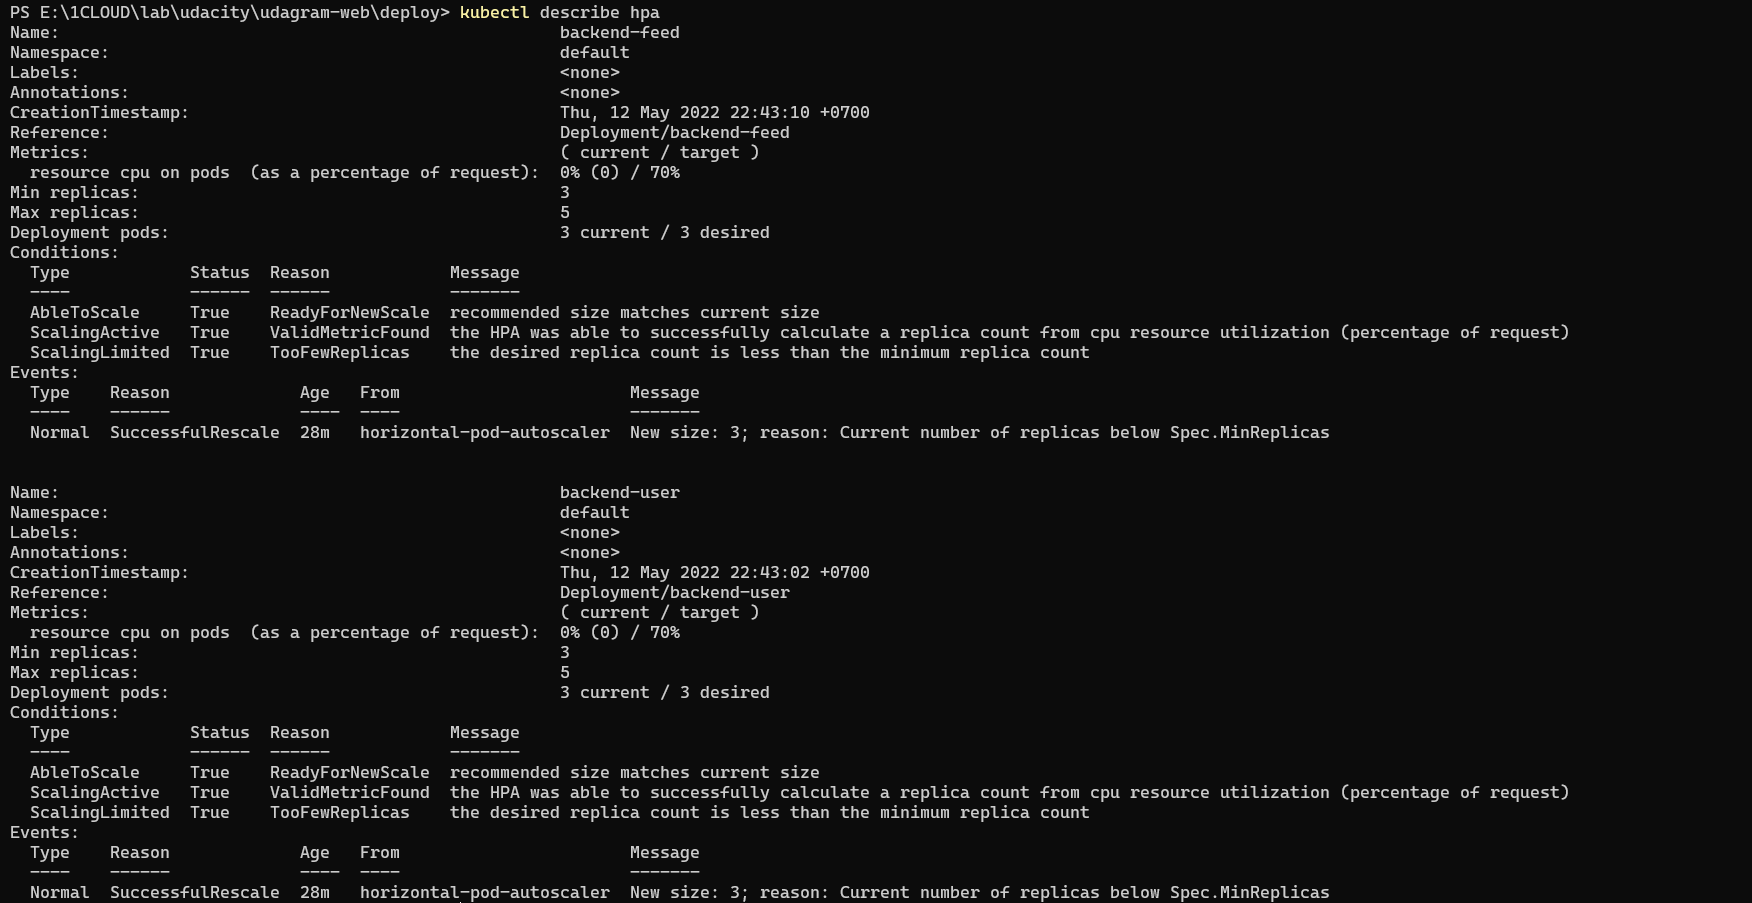 PS E:\1CLOUD\lab\udacity\udagram-web\deploy> kubectl describe hpa
Name:                                                  backend-feed
Namespace:                                             default
Labels:                                                <none>
Annotations:                                           <none>
CreationTimestamp:                                     Thu, 12 May 2022 22:43:10 +0700
Reference:                                             Deployment/backend-feed
Metrics:                                               ( current / target )
  resource cpu on pods  (as a percentage of request):  0% (0) / 70%
Min replicas:                                          3
Max replicas:                                          5
Deployment pods:                                       3 current / 3 desired
Conditions:
  Type            Status  Reason            Message
  ----            ------  ------            -------
  AbleToScale     True    ReadyForNewScale  recommended size matches current size
  ScalingActive   True    ValidMetricFound  the HPA was able to successfully calculate a replica count from cpu resource utilization (percentage of request)
  ScalingLimited  True    TooFewReplicas    the desired replica count is less than the minimum replica count
Events:
  Type    Reason             Age   From                       Message
  ----    ------             ----  ----                       -------
  Normal  SuccessfulRescale  28m   horizontal-pod-autoscaler  New size: 3; reason: Current number of replicas below Spec.MinReplicas
Name:                                                  backend-user
Namespace:                                             default
Labels:                                                <none>
Annotations:                                           <none>
CreationTimestamp:                                     Thu, 12 May 2022 22:43:02 +0700
Reference:                                             Deployment/backend-user
Metrics:                                               ( current / target )
  resource cpu on pods  (as a percentage of request):  0% (0) / 70%
Min replicas:                                          3
Max replicas:                                          5
Deployment pods:                                       3 current / 3 desired
Conditions:
  Type            Status  Reason            Message
  ----            ------  ------            -------
  AbleToScale     True    ReadyForNewScale  recommended size matches current size
  ScalingActive   True    ValidMetricFound  the HPA was able to successfully calculate a replica count from cpu resource utilization (percentage of request)
  ScalingLimited  True    TooFewReplicas    the desired replica count is less than the minimum replica count
Events:
  Type    Reason             Age   From                       Message
  ----    ------             ----  ----                       -------
  Normal  SuccessfulRescale  28m   horizontal-pod-autoscaler  New size: 3; reason: Current number of replicas below Spec.MinReplicas